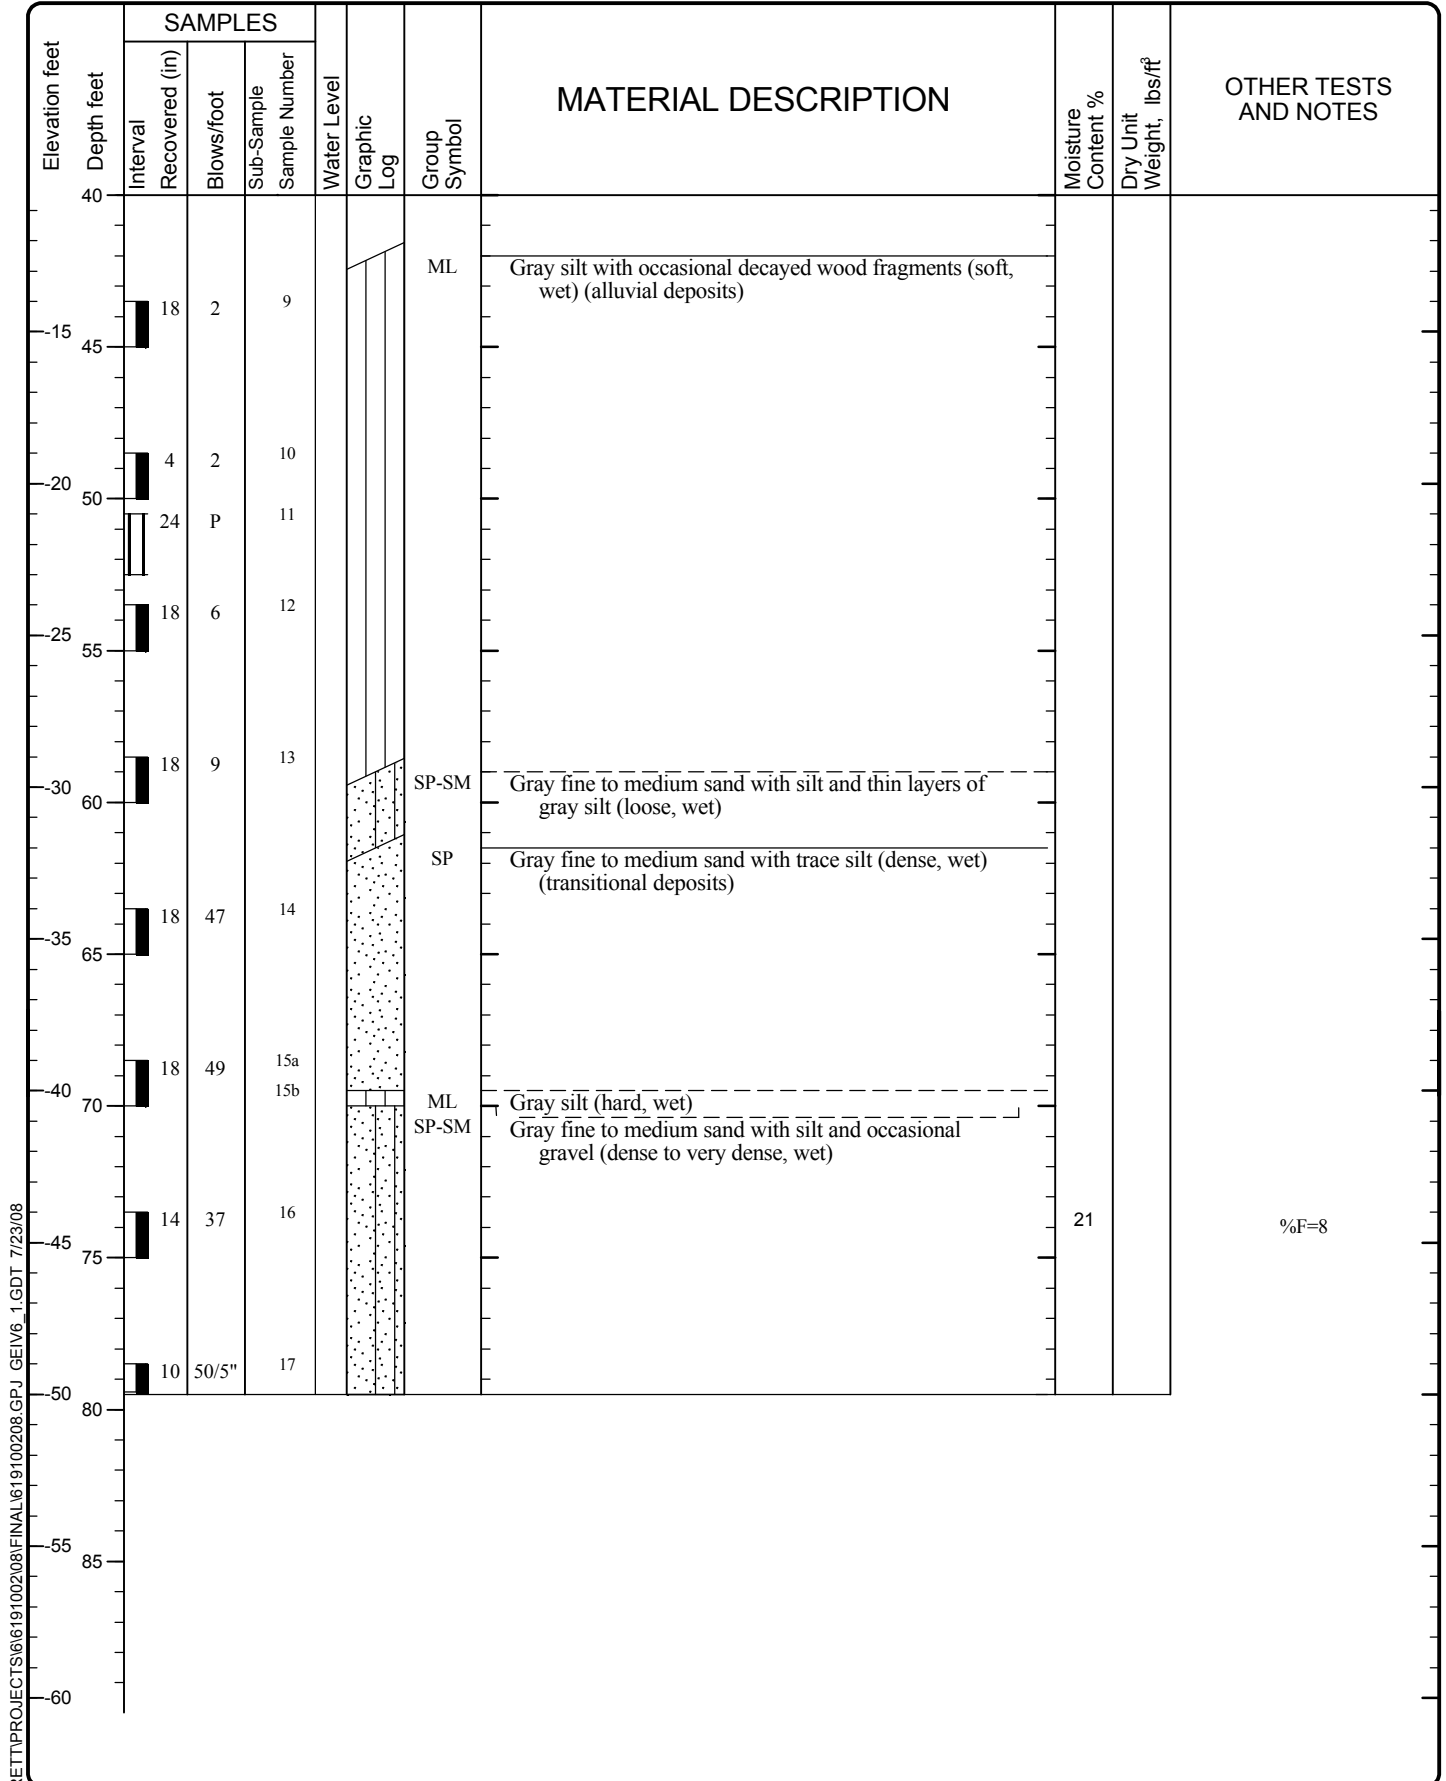 SAMPLES
Elevation feet
Depth feet
Interval
Recovered (in)
Blows/foot
Sub-Sample
Sample Number
Water Level
Graphic
Log
Group
Symbol
MATERIAL DESCRIPTION
Moisture
Content %
Dry Unit
Weight, lbs/ft³
OTHER TESTS
AND NOTES
40
ML
Gray silt with occasional decayed wood fragments (soft,
wet) (alluvial deposits)
18 2 9
-15
45
4 2 10
-20
50
24 P 11
18 6 12
-25
55
18 9 13
SP-SM
Gray fine to medium sand with silt and thin layers of
gray silt (loose, wet)
-30
60
SP
Gray fine to medium sand with trace silt (dense, wet)
(transitional deposits)
18 47 14
-35
65
18 49 15a
-40
15b
70
ML
Gray silt (hard, wet)
SP-SM
Gray fine to medium sand with silt and occasional
gravel (dense to very dense, wet)
14 37 16
21
%F=8
-45
75
10 50/5" 17
-50
80
-55
85
-60
RETT\PROJECTS\6\6191002\08\FINAL\619100208.GPJ GEIV6_1.GDT 7/23/08